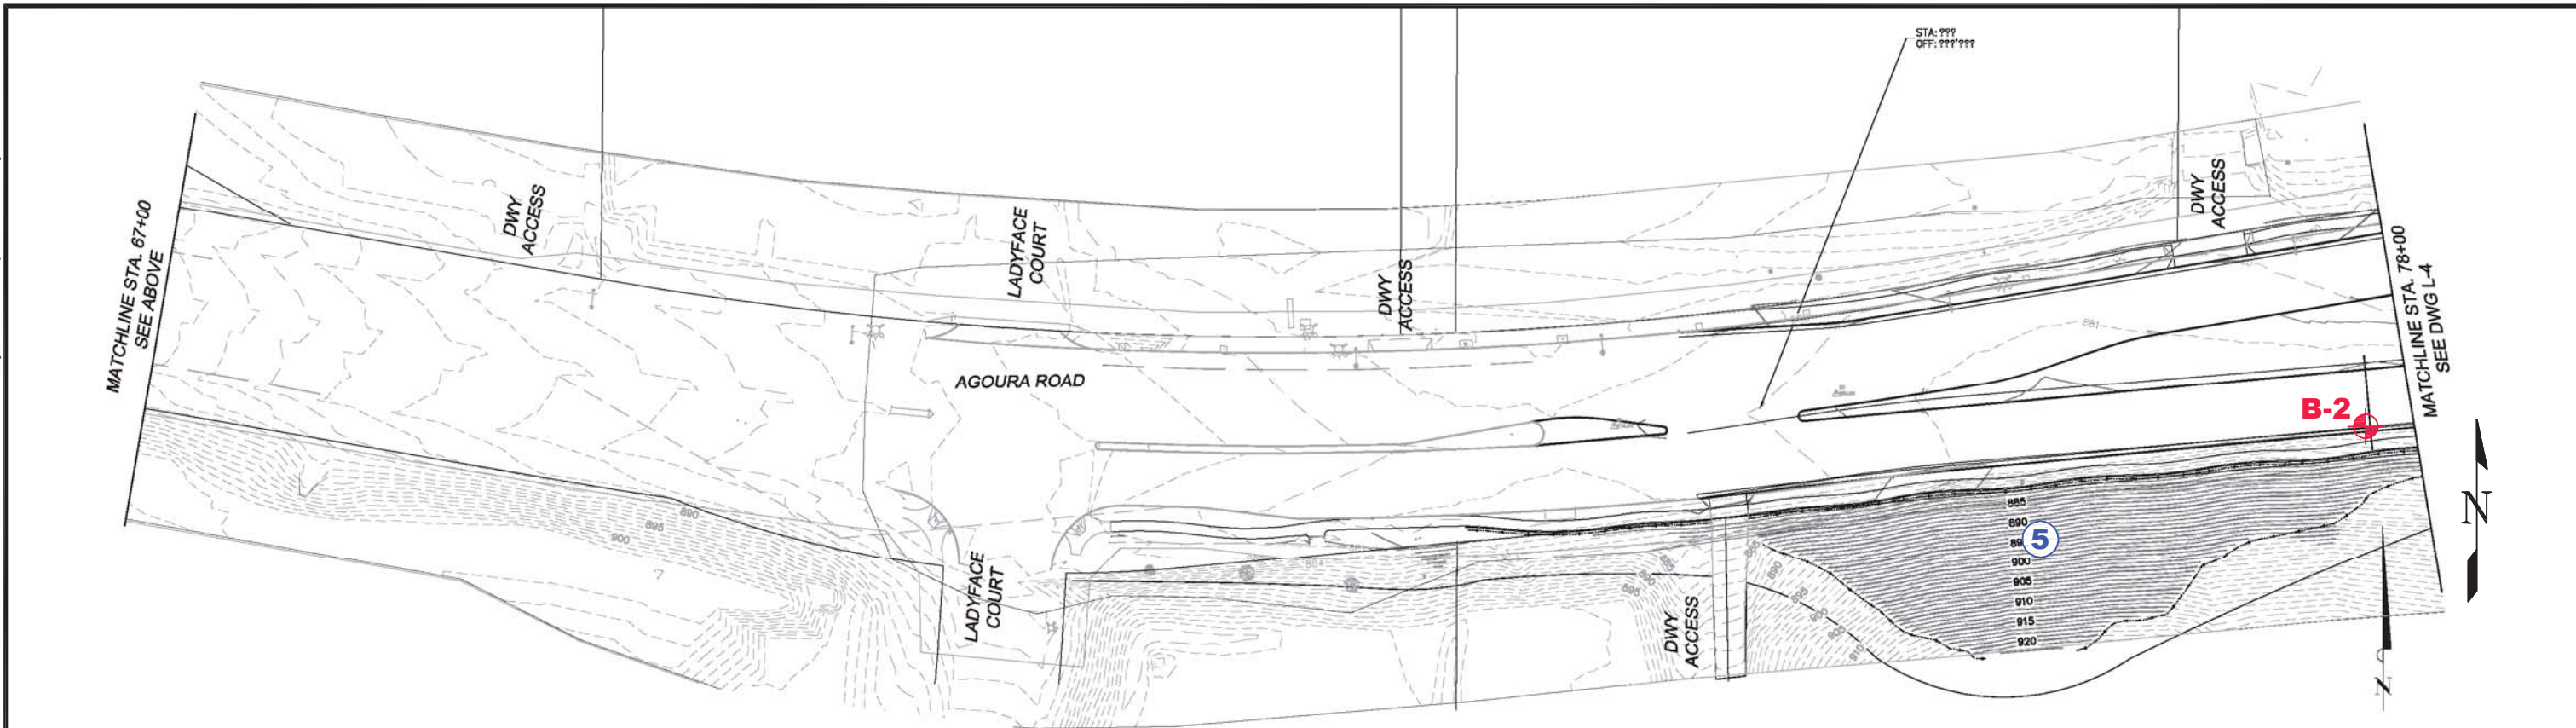 STA: ???
OFF: ???'???
MATCHLINE STA. 67+00
SEE ABOVE
DWY
ACCESS
LADYFACE
COURT
DWY
ACCESS
DWY
ACCESS
MATCHLINE STA. 78+00
SEE DWG L-4
881
AGOURA ROAD
B-2
N
890
895
900
LADYFACE
COURT
884
895
DWY
ACCESS
890
895
900
905
910
885
890
5
900
905
910
915
920
N